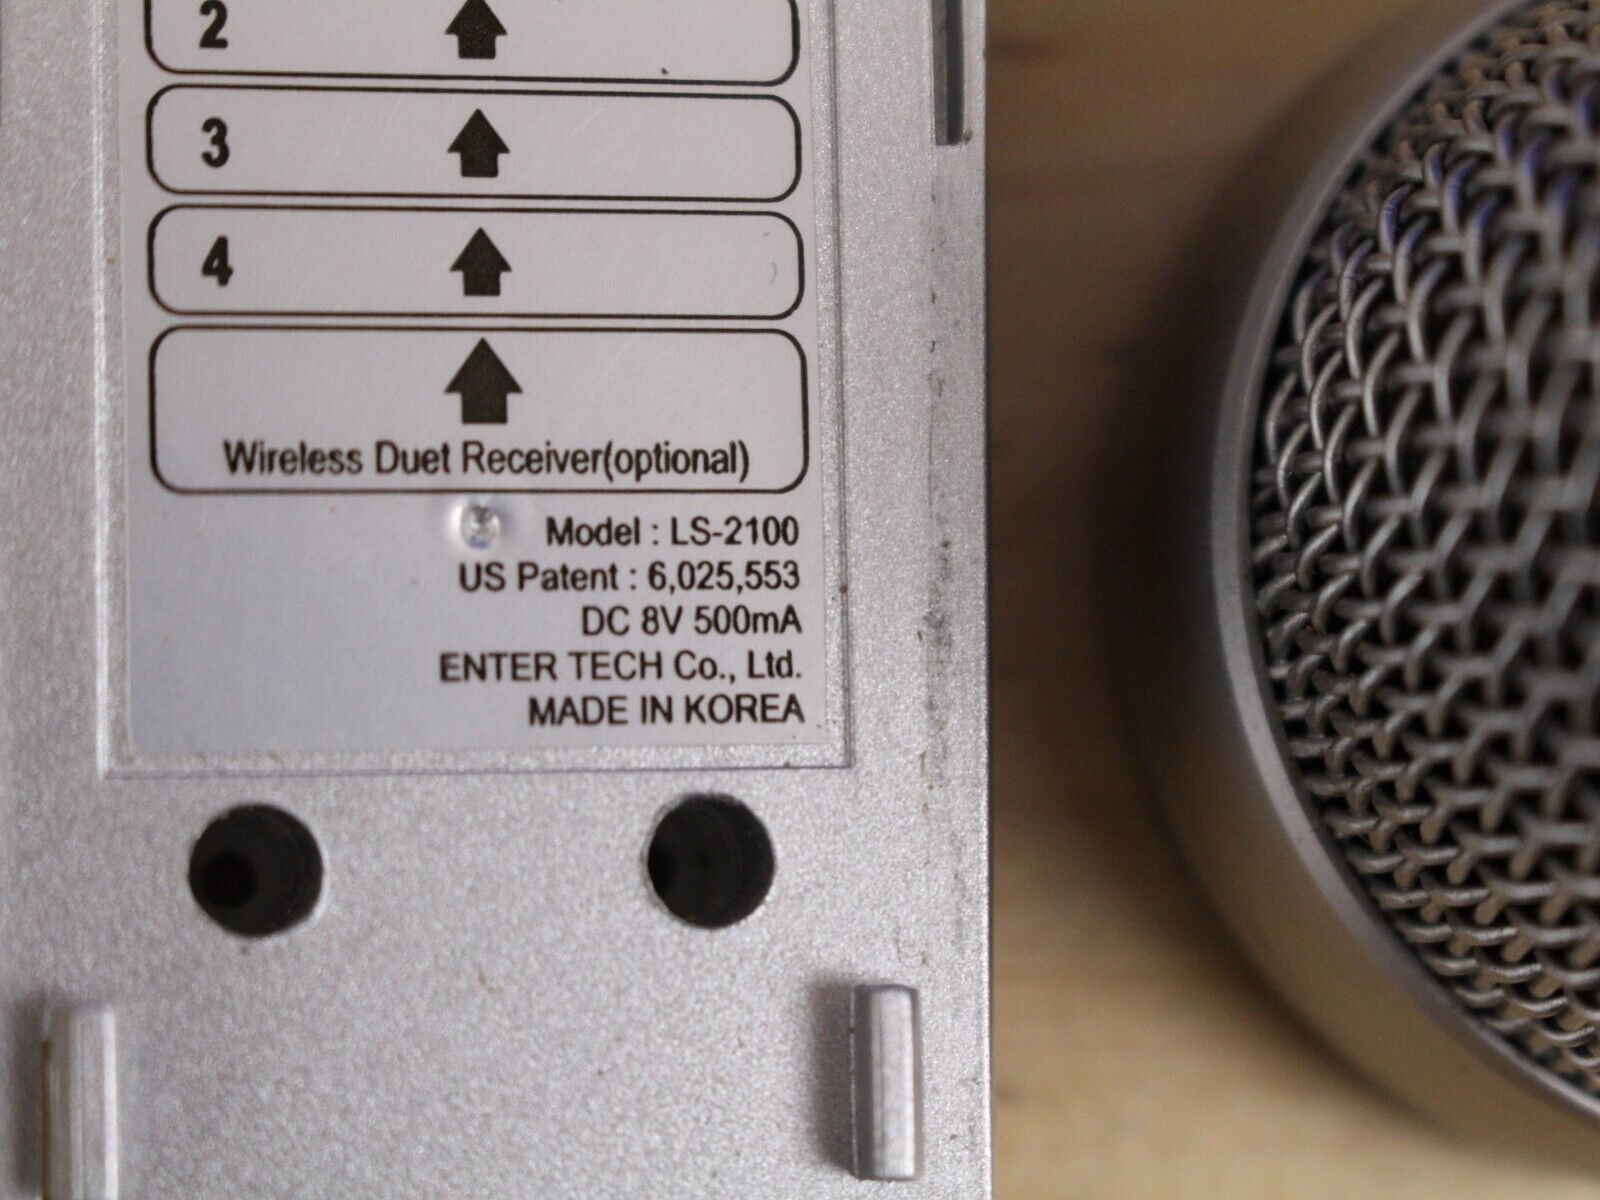 2
3
4
Wireless Duet Receiver(optional)
Model : LS-2100
US Patent : 6,025,553
DC 8V 500mA
ENTER TECH Co., Ltd.
MADE IN KOREA